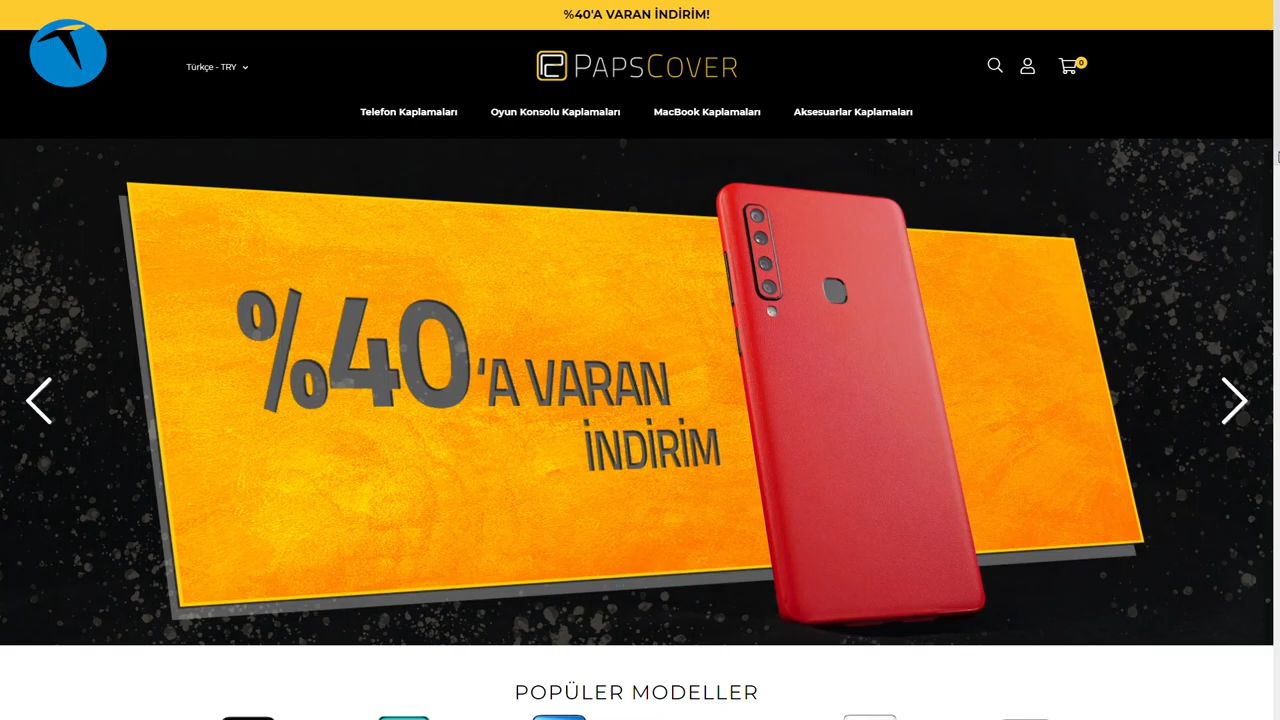 %40'A VARAN İNDİRİM!
Türkçe - TRY
PAPSCOVER
0
Telefon Kaplamaları
Oyun Konsolu Kaplamaları
MacBook Kaplamaları
Aksesuarlar Kaplamaları
%40'A VARAN
İNDİRİM
POPÜLER MODELLER